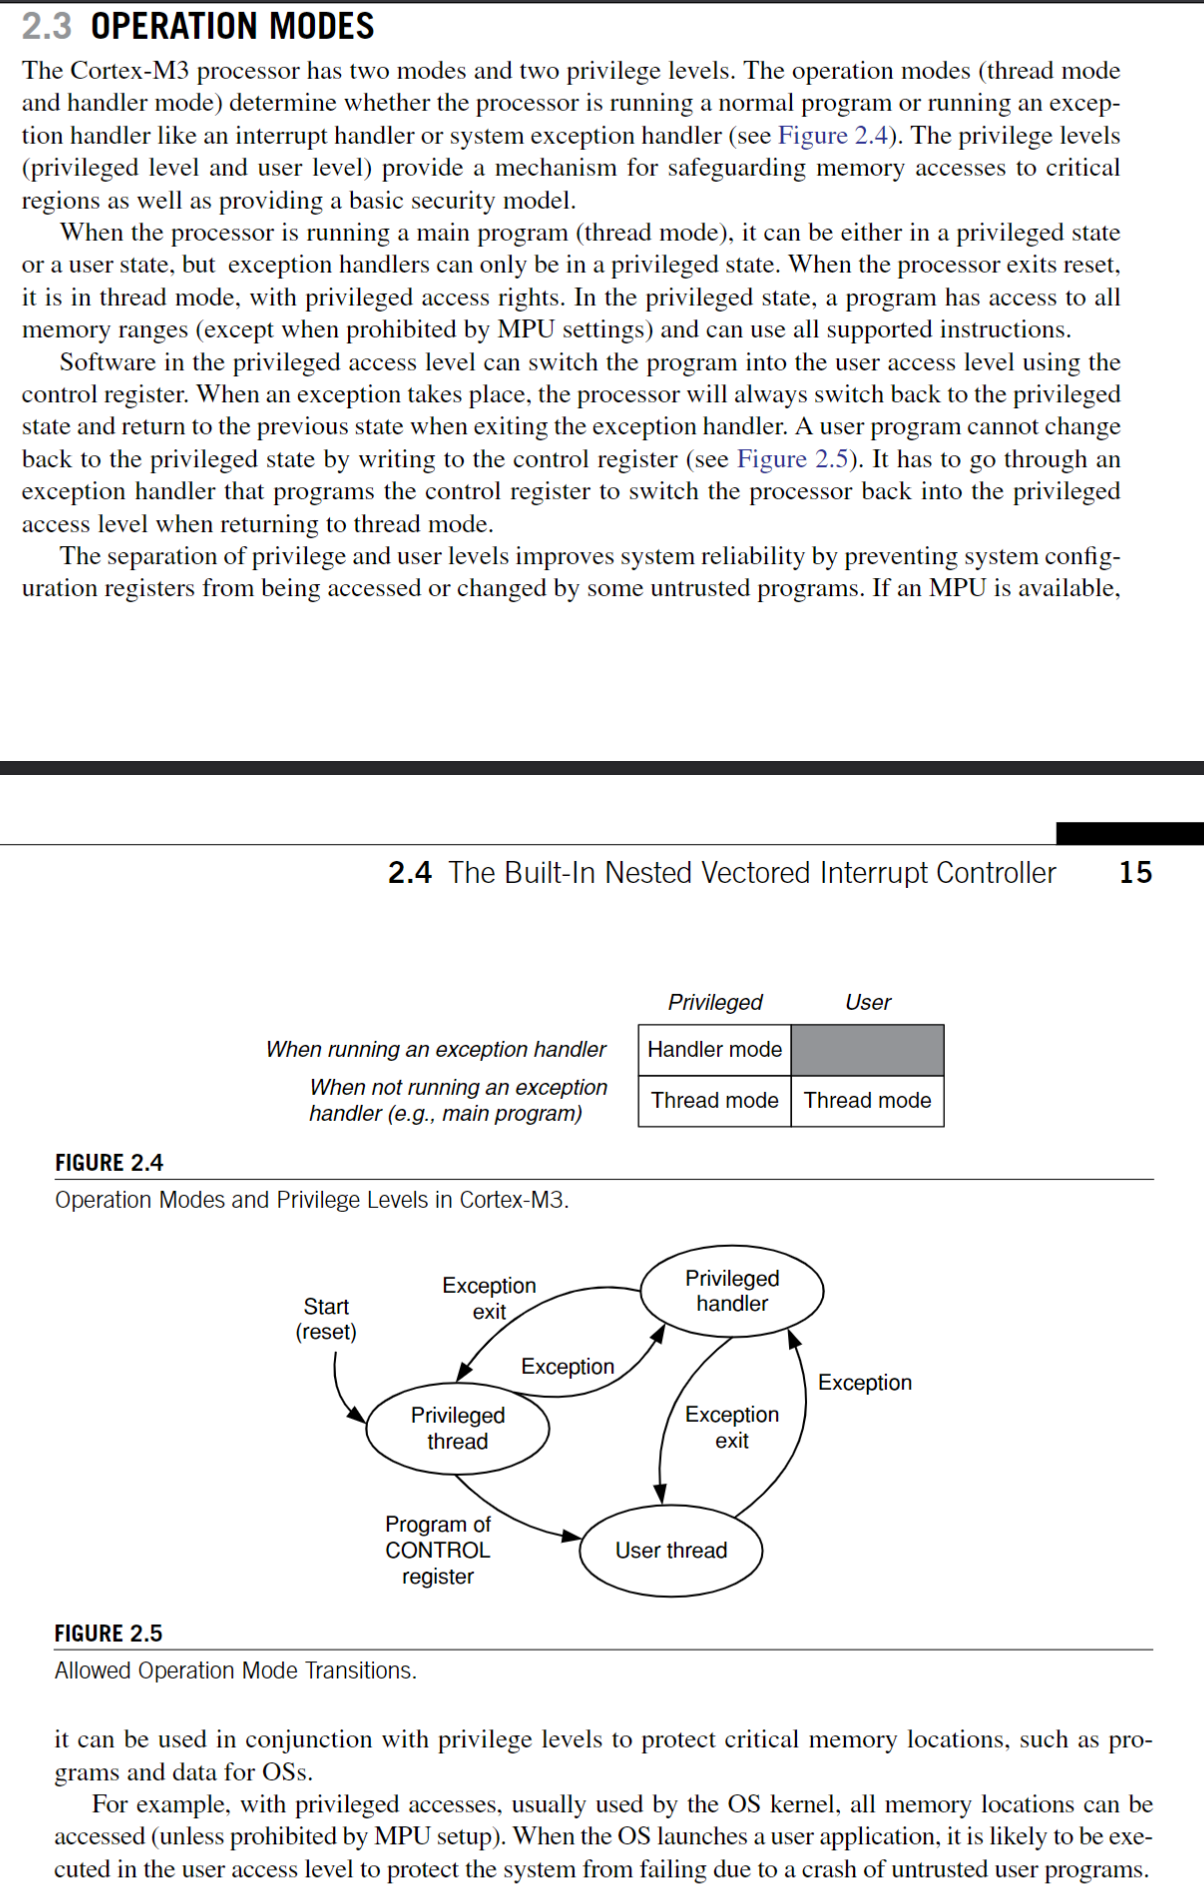 2.3 OPERATION MODES
The Cortex-M3 processor has two modes and two privilege levels. The operation modes (thread mode
and handler mode) determine whether the processor is running a normal program or running an excep-
tion handler like an interrupt handler or system exception handler (see Figure 2.4). The privilege levels
(privileged level and user level) provide a mechanism for safeguarding memory accesses to critical
regions as well as providing a basic security model.
When the processor is running a main program (thread mode), it can be either in a privileged state
or a user state, but exception handlers can only be in a privileged state. When the processor exits reset,
it is in thread mode, with privileged access rights. In the privileged state, a program has access to all
memory ranges (except when prohibited by MPU settings) and can use all supported instructions.
Software in the privileged access level can switch the program into the user access level using the
control register. When an exception takes place, the processor will always switch back to the privileged
state and return to the previous state when exiting the exception handler. A user program cannot change
back to the privileged state by writing to the control register (see Figure 2.5). It has to go through an
exception handler that programs the control register to switch the processor back into the privileged
access level when returning to thread mode.
The separation of privilege and user levels improves system reliability by preventing system config-
uration registers from being accessed or changed by some untrusted programs. If an MPU is available,
2.4 The Built-In Nested Vectored Interrupt Controller 15
Privileged User
When running an exception handler Handler mode
When not running an exception
handler (e.g., main program) Thread mode Thread mode
FIGURE 2.4
Operation Modes and Privilege Levels in Cortex-M3.
Start
(reset)
Exception
exit
Privileged
handler
Exception
Exception
Privileged
thread
Exception
exit
Program of
CONTROL
register
User thread
FIGURE 2.5
Allowed Operation Mode Transitions.
it can be used in conjunction with privilege levels to protect critical memory locations, such as pro-
grams and data for OSs.
For example, with privileged accesses, usually used by the OS kernel, all memory locations can be
accessed (unless prohibited by MPU setup). When the OS launches a user application, it is likely to be exe-
cuted in the user access level to protect the system from failing due to a crash of untrusted user programs.